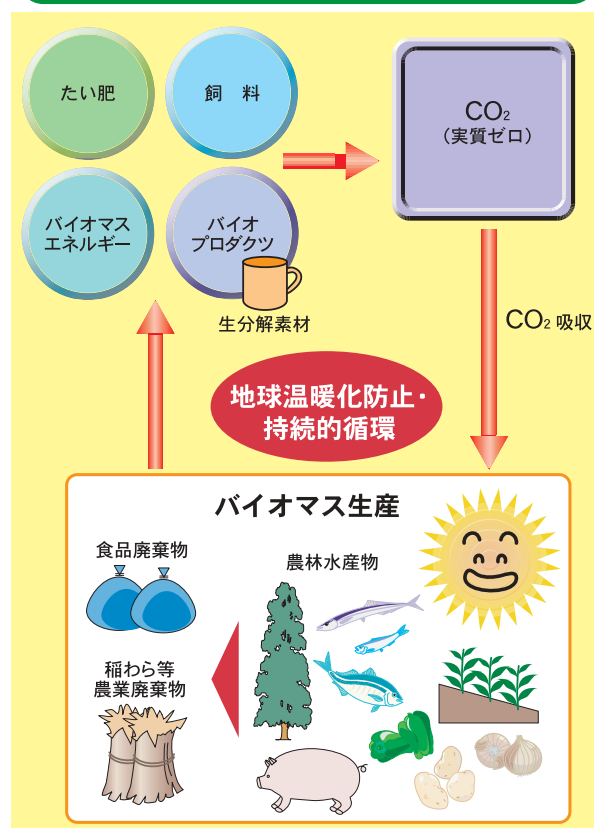 たい肥
飼　料
CO₂
（実質ゼロ）
バイオマス
エネルギー
バイオ
プロダクツ
生分解素材
CO₂ 吸収
地球温暖化防止・
持続的循環
バイオマス生産
食品廃棄物
農林水産物
稲わら等
農業廃棄物